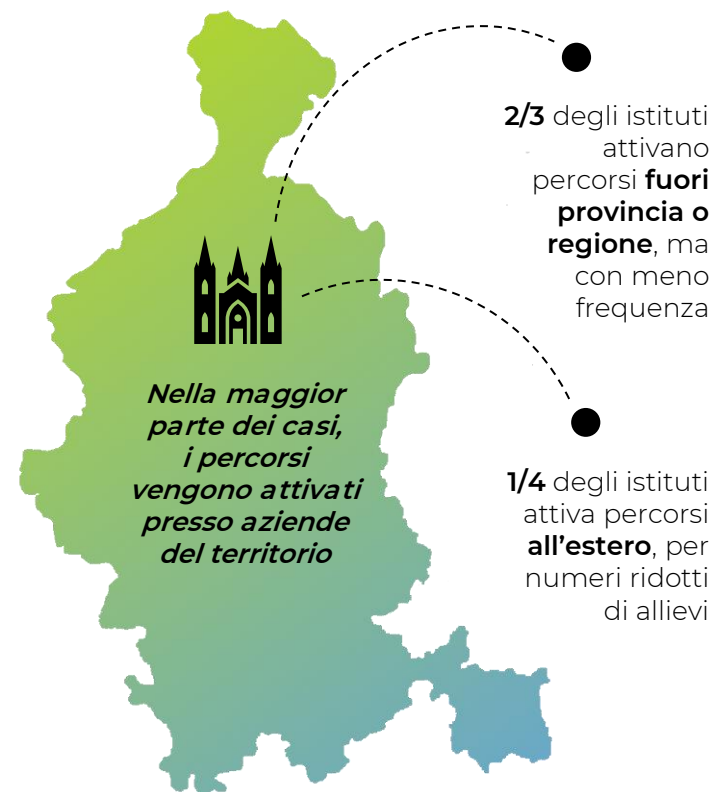 2/3 degli istituti
attivano
percorsi fuori
provincia o
regione, ma
con meno
frequenza
Nella maggior
parte dei casi,
i percorsi
vengono attivati
presso aziende
del territorio
1/4 degli istituti
attiva percorsi
all’estero, per
numeri ridotti
di allievi